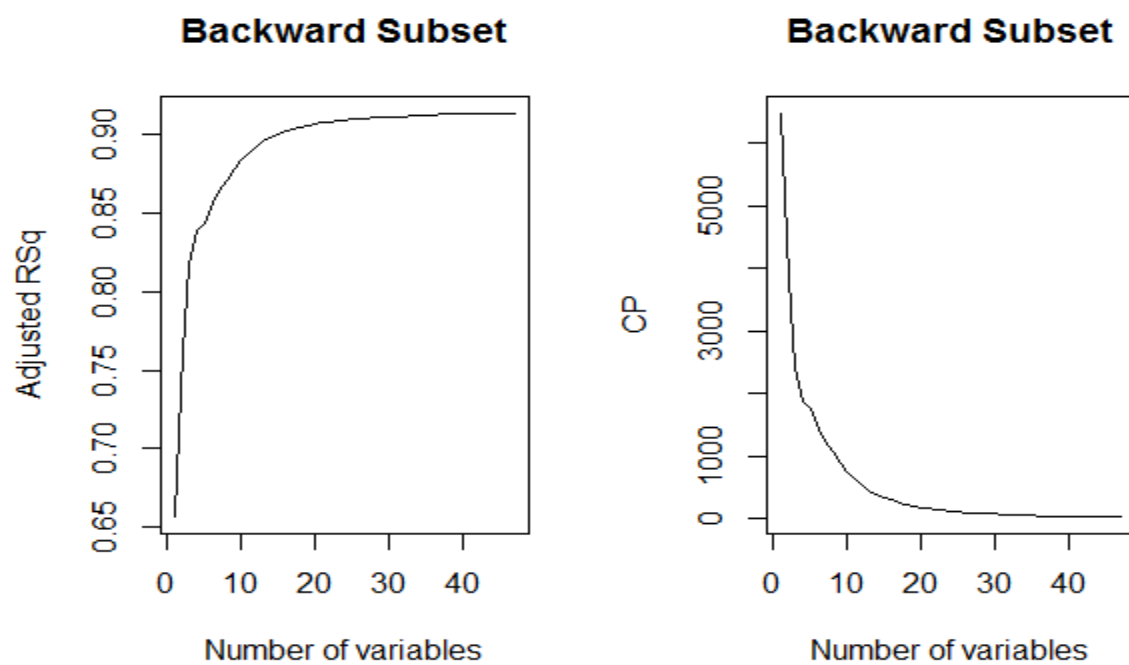 Backward Subset
Adjusted RSq
0.65 0.70 0.75 0.80 0.85 0.90
0 10 20 30 40
Number of variables
Backward Subset
CP
0 1000 3000 5000
0 10 20 30 40
Number of variables